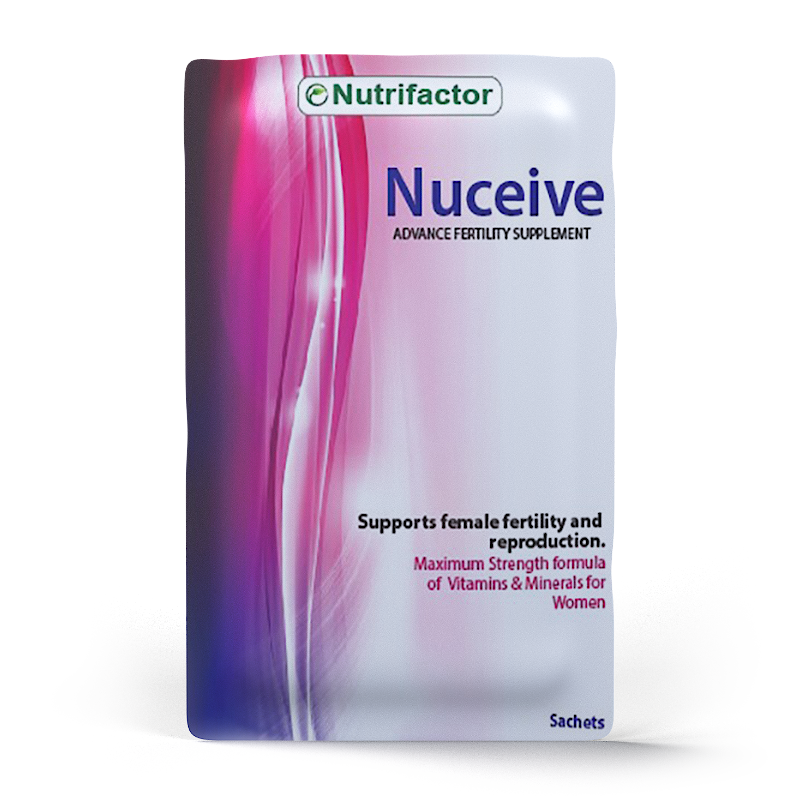 Nutrifactor
Nuceive
ADVANCE FERTILITY SUPPLEMENT
Supports female fertility and
reproduction.
Maximum Strength formula
of Vitamins & Minerals for
Women
Sachets